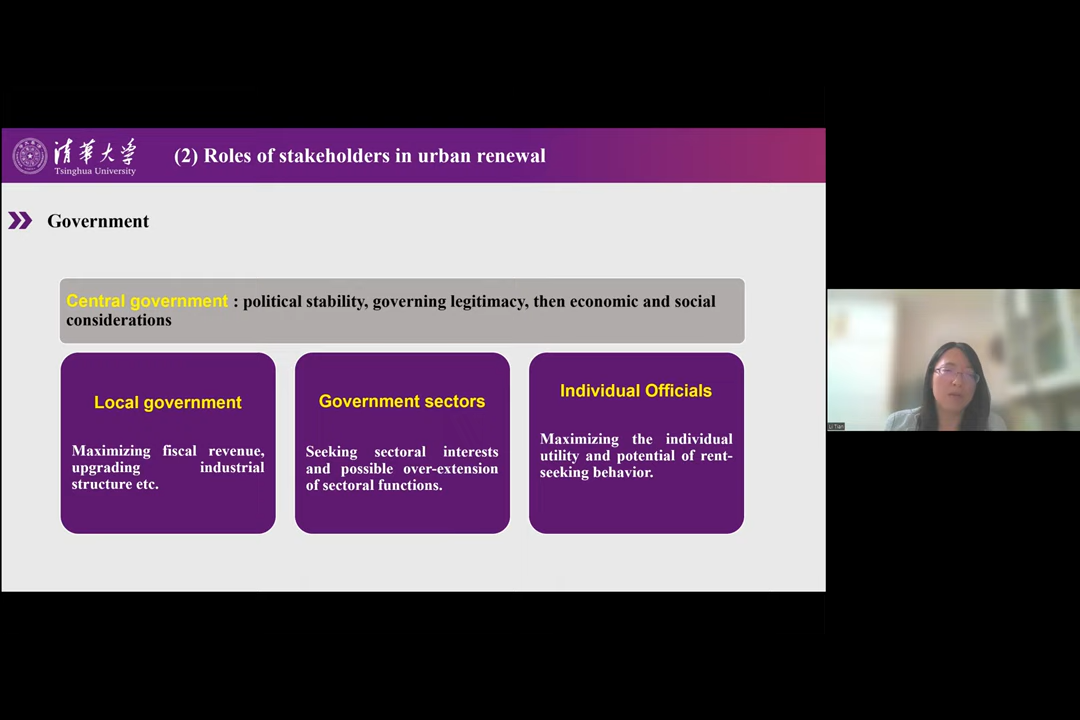 清华大学
Tsinghua University
(2) Roles of stakeholders in urban renewal
Government
Central government : political stability, governing legitimacy, then economic and social
considerations
Local government
Maximizing fiscal revenue,
upgrading industrial
structure etc.
Government sectors
Seeking sectoral interests
and possible over-extension
of sectoral functions.
Individual Officials
Maximizing the individual
utility and potential of rent-
seeking behavior.
Li Tian